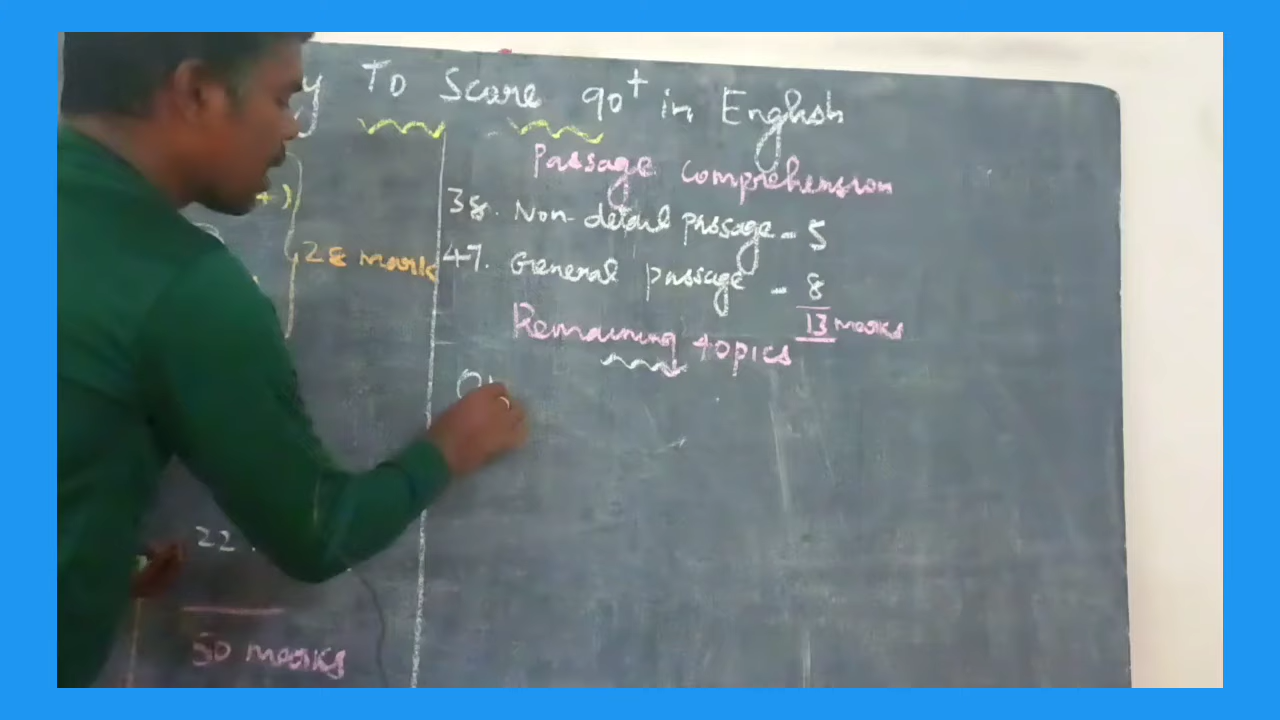 y To Score 90+ in English
Passage comprehension
+)
38. Non-detail passage - 5
28 mark
47. General passage - 8
13 marks
Remaining topics
22.
50 marks